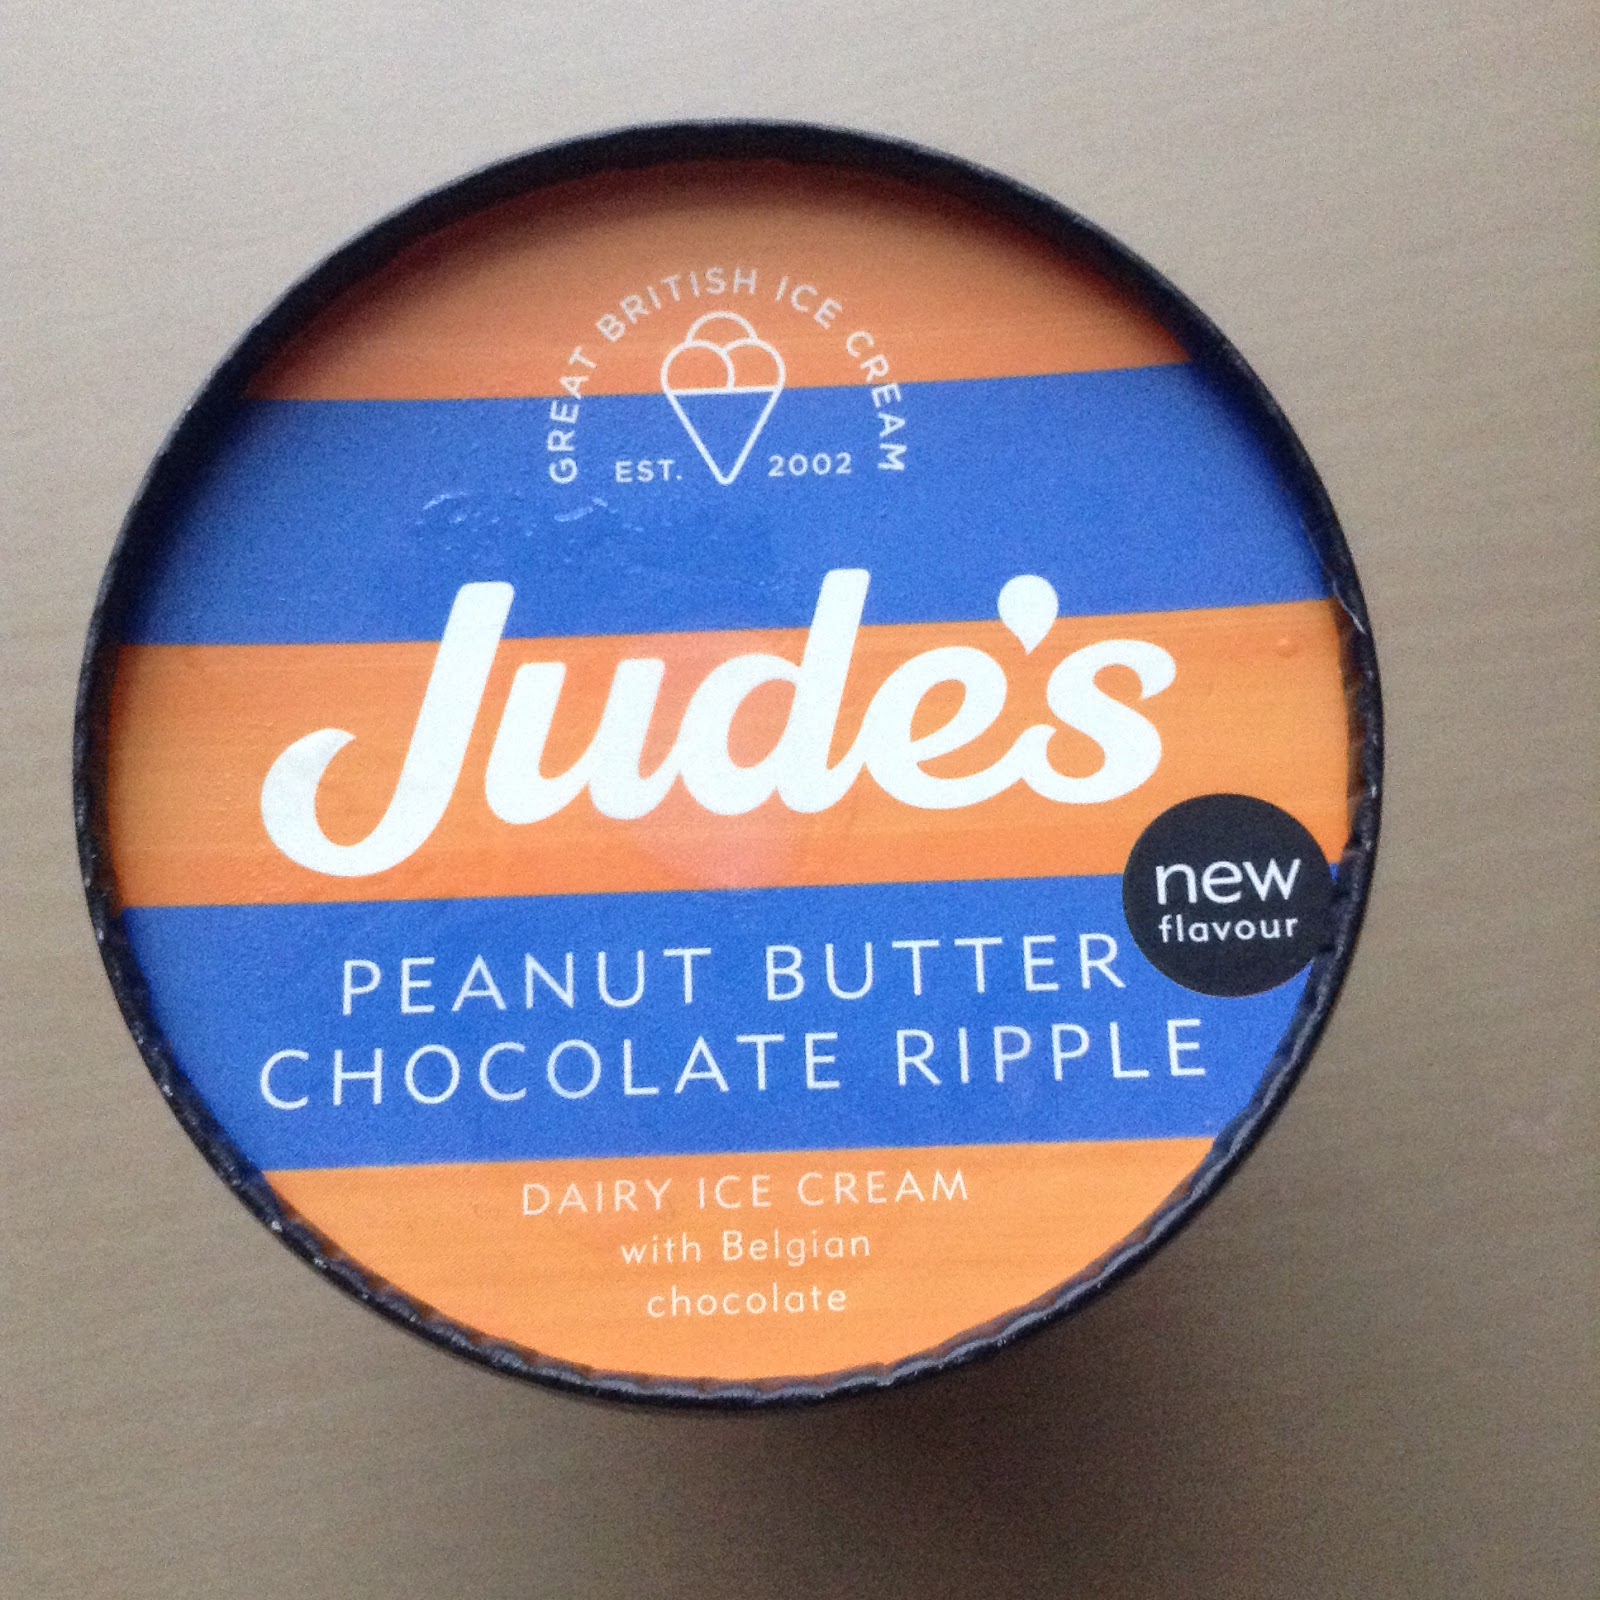 GREAT BRITISH ICE CREAM
EST. 2002
Jude's
new
flavour
PEANUT BUTTER
CHOCOLATE RIPPLE
DAIRY ICE CREAM
with Belgian
chocolate